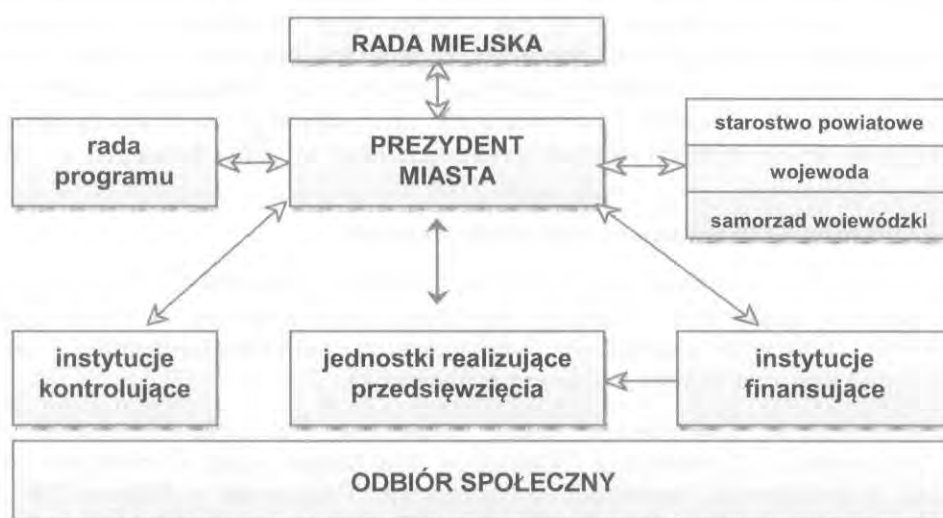 RADA MIEJSKA
rada
programu
PREZYDENT
MIASTA
starostwo powiatowe
wojewoda
samorzad wojewódzki
instytucje
kontrolujące
jednostki realizujące
przedsięwzięcia
instytucje
finansujące
ODBIÓR SPOŁECZNY